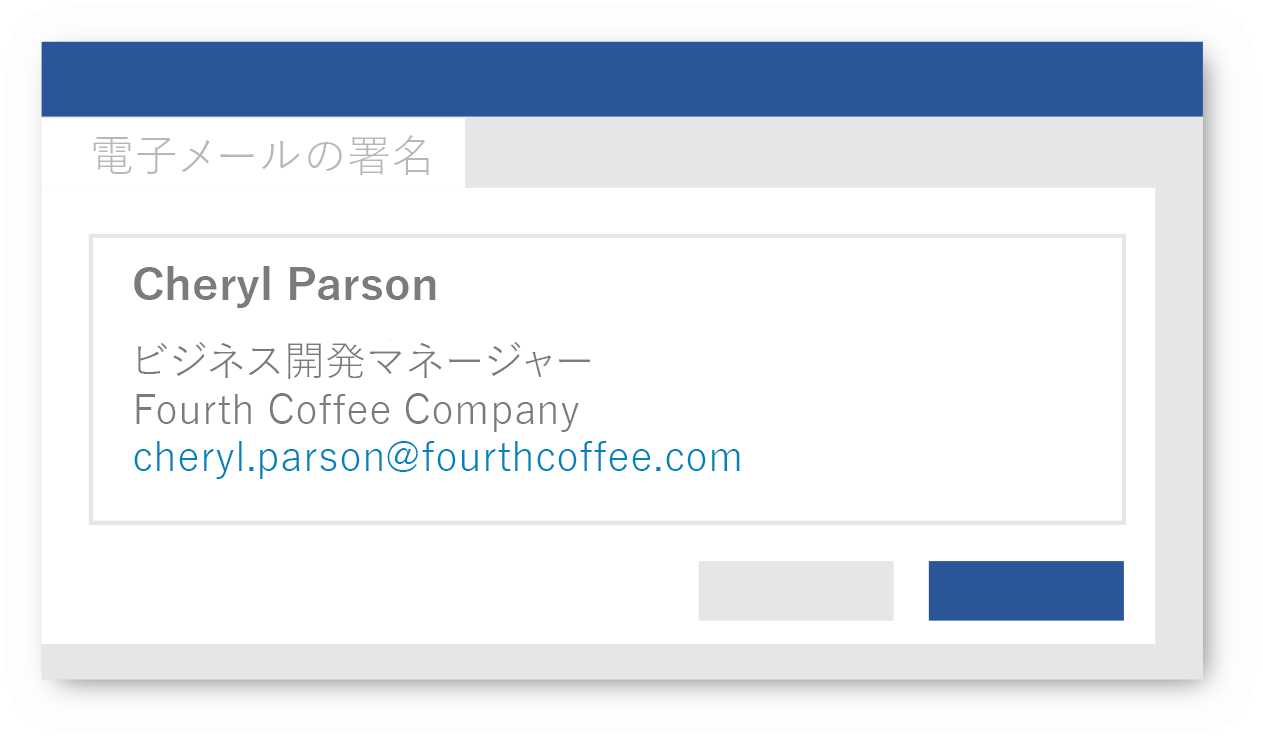 電子メールの署名
Cheryl Parson
ビジネス開発マネージャー
Fourth Coffee Company
cheryl.parson@fourthcoffee.com